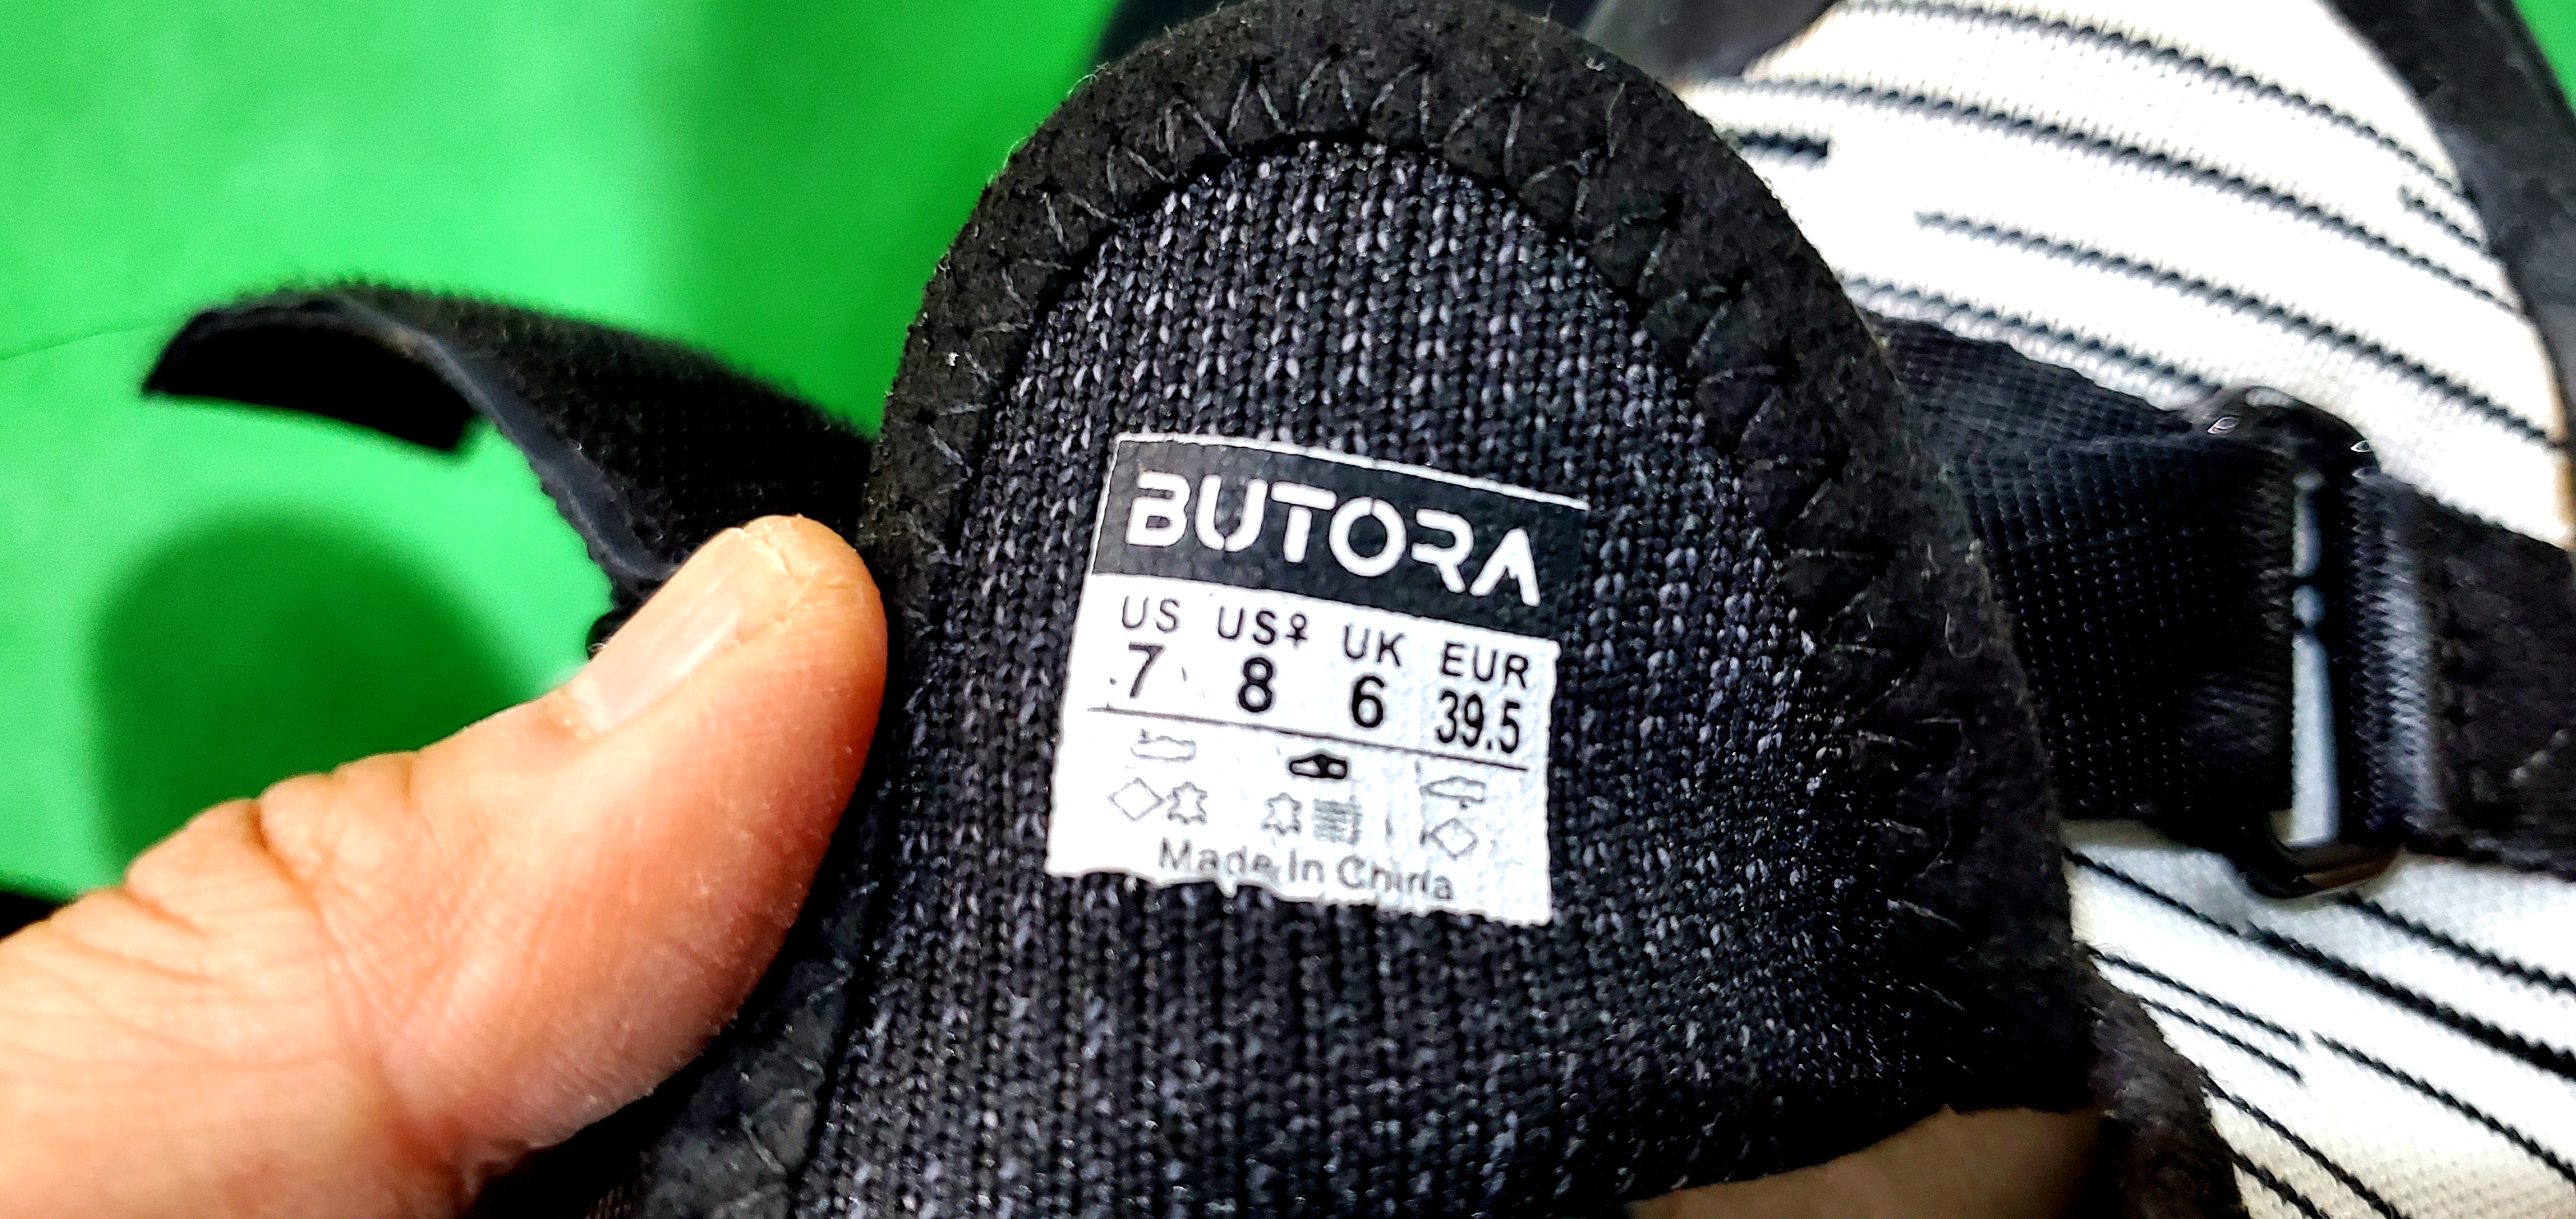 BUTORA
US US♀ UK EUR
7 8 6 39.5
Made In China